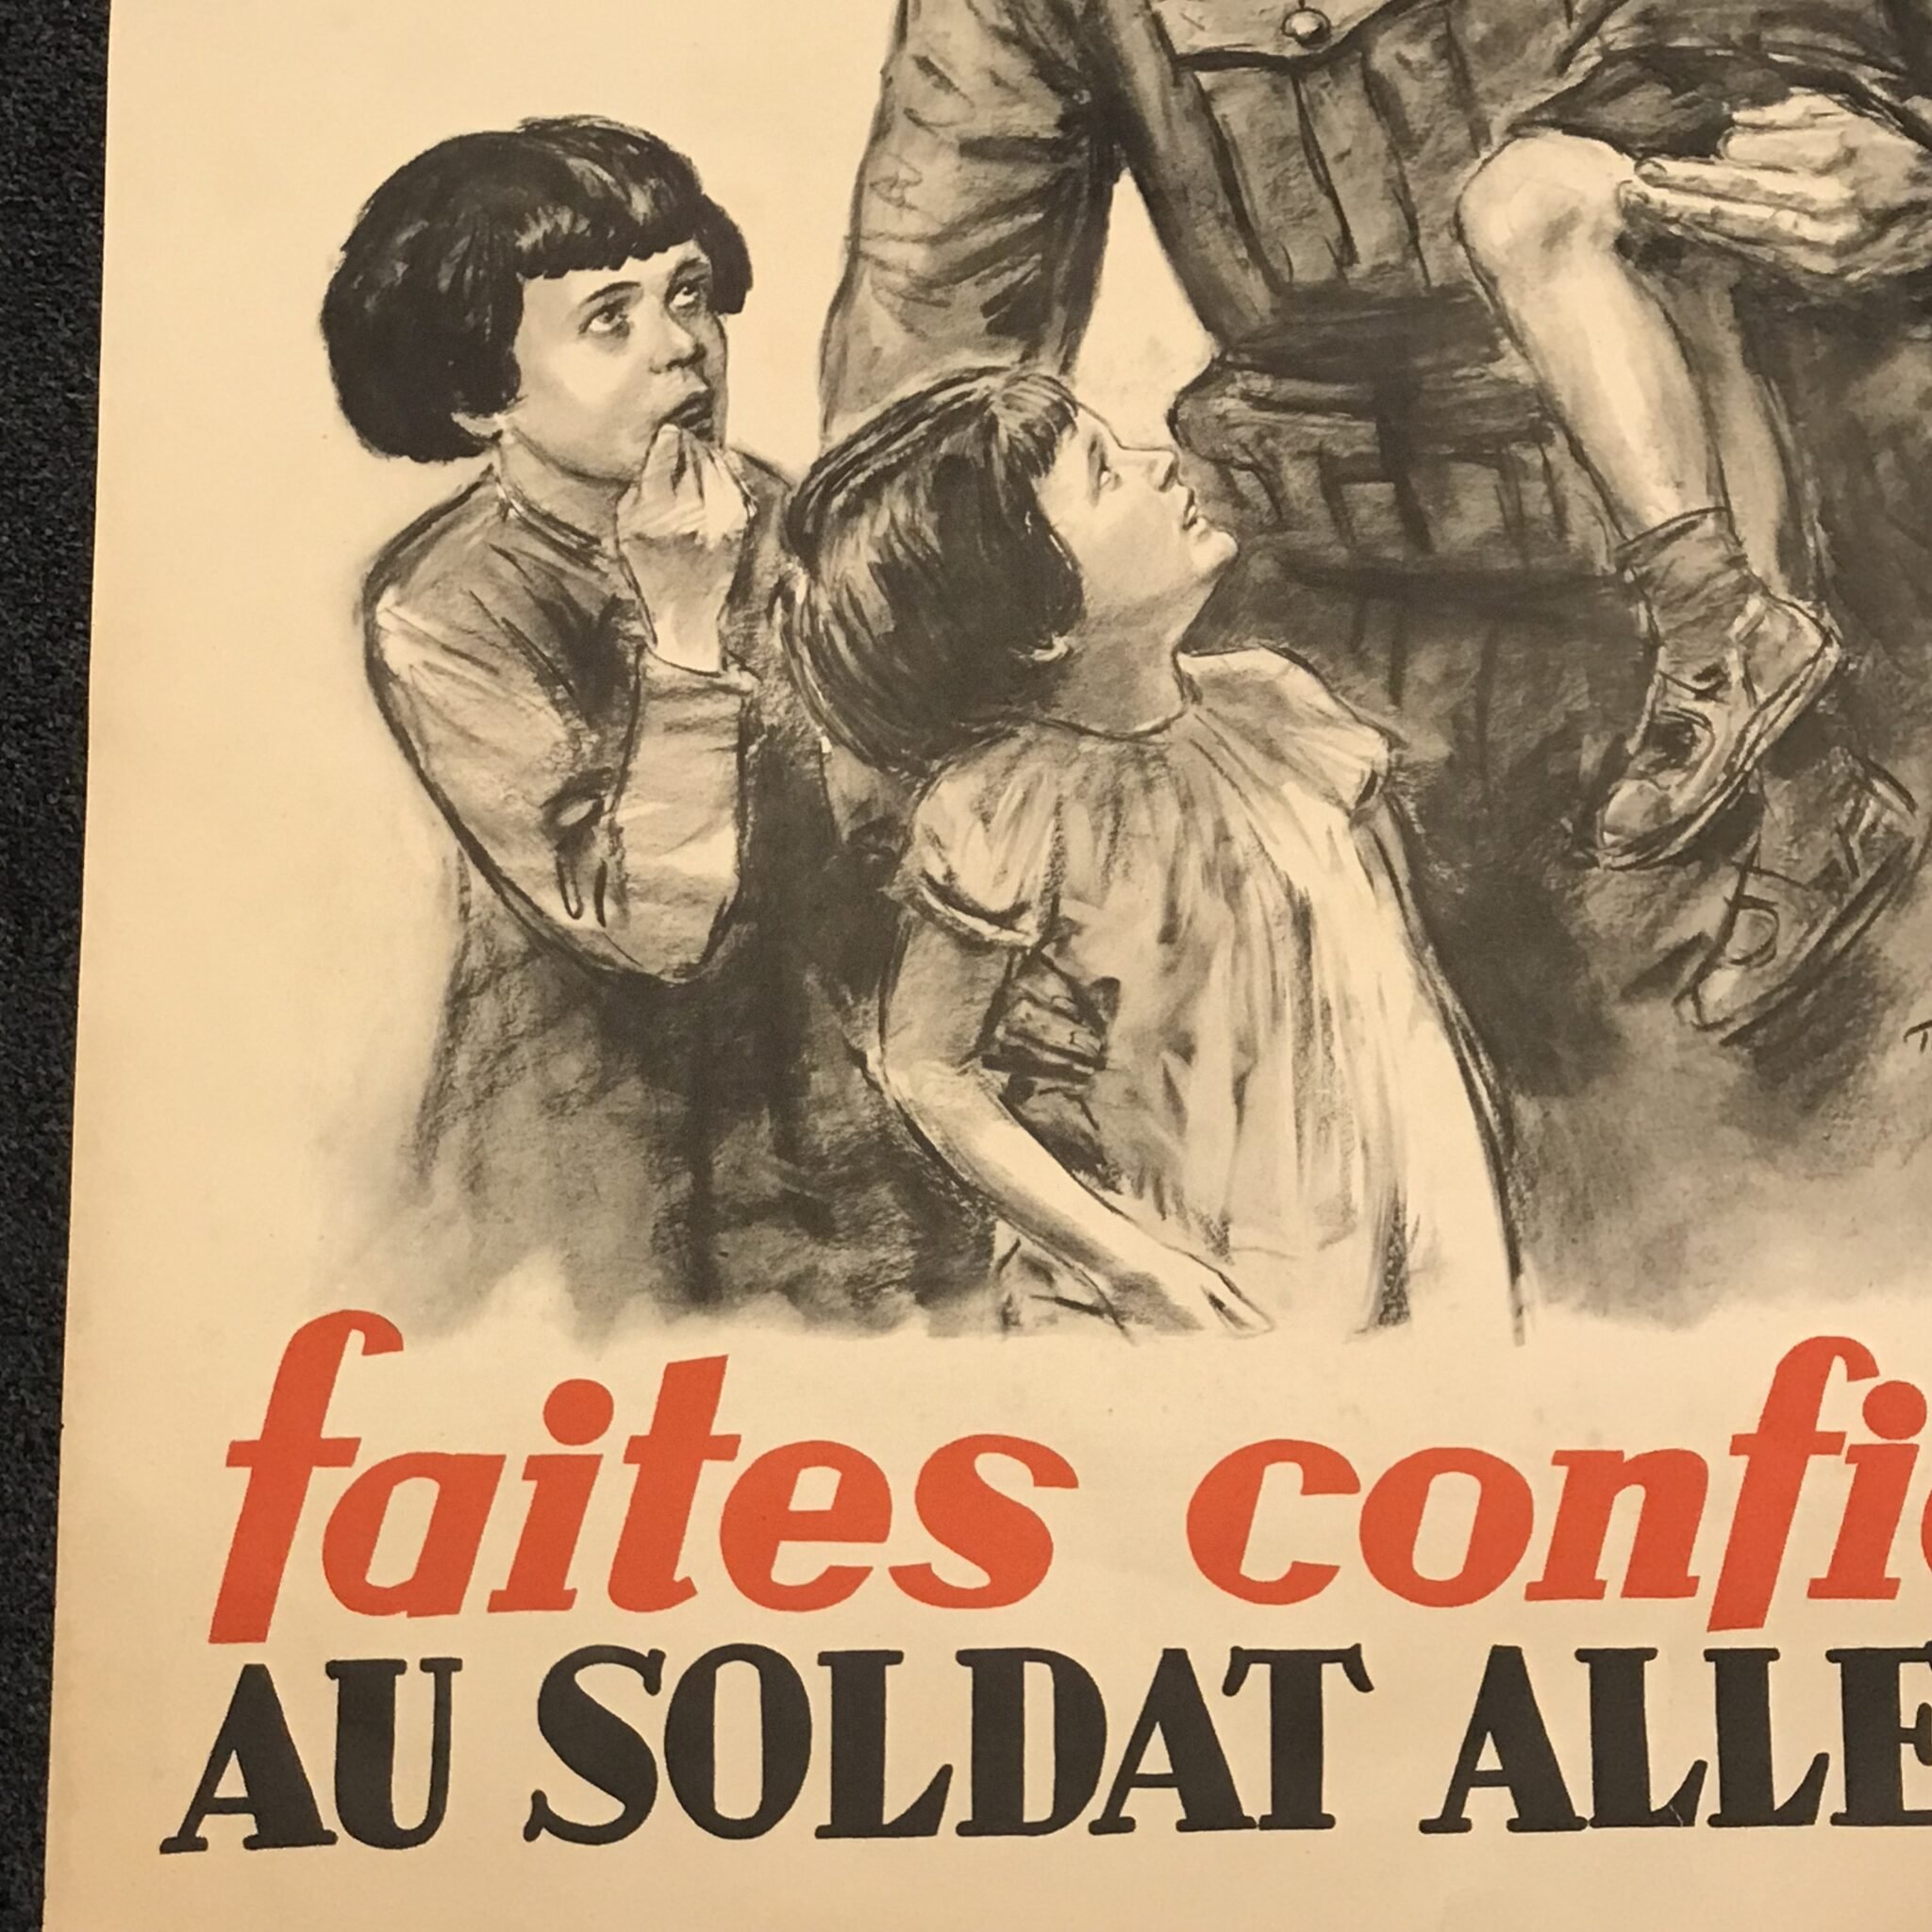 faites confi
AU SOLDAT ALLE